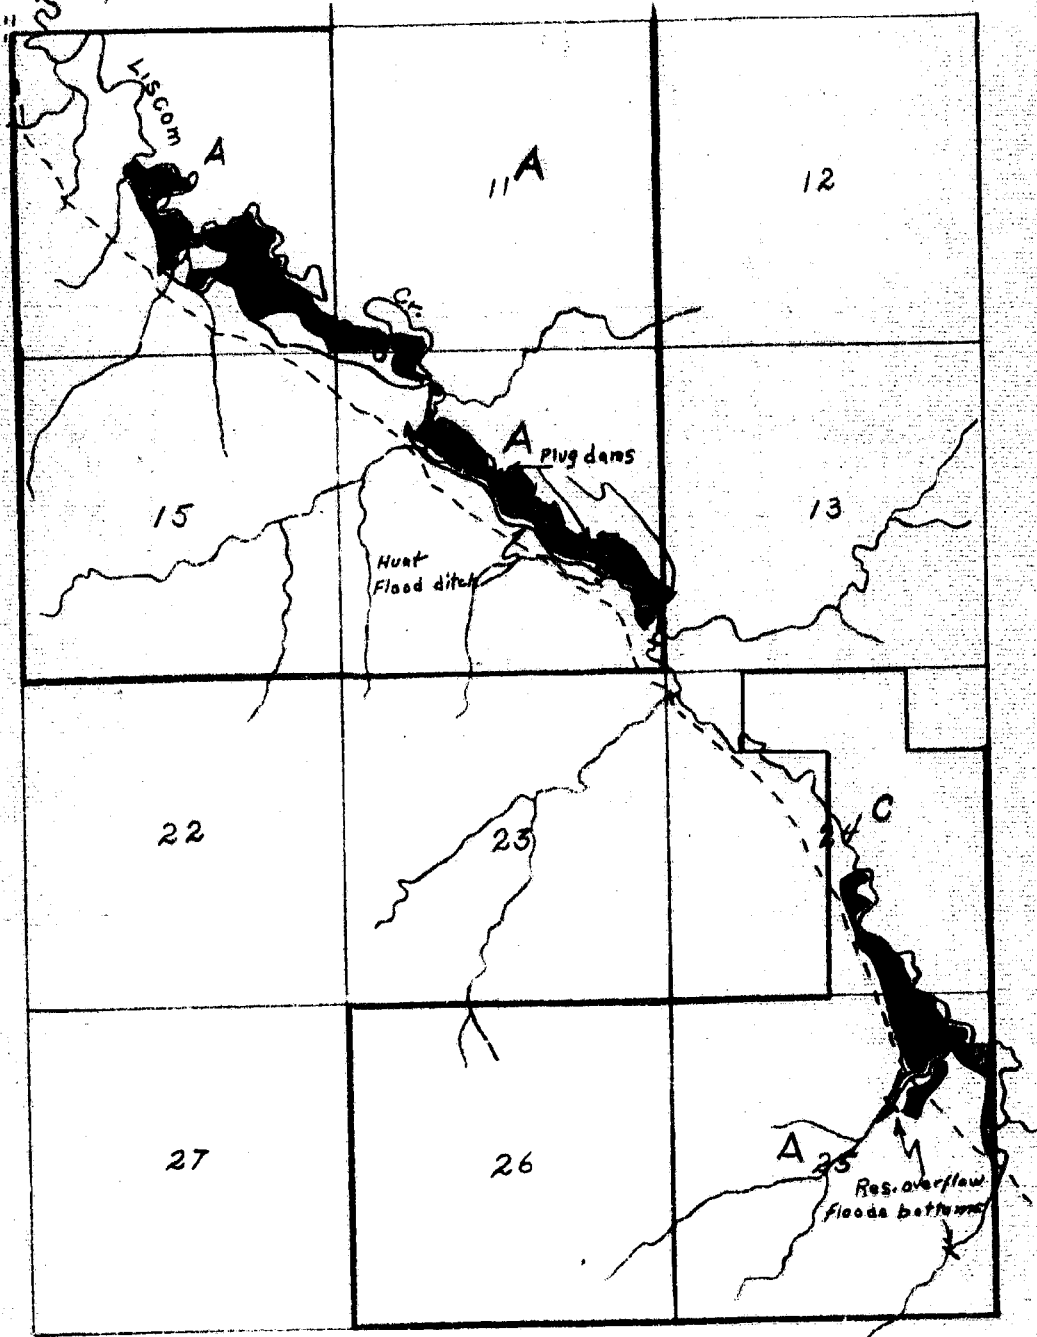 Liscom
A
11 A
12
Cr.
A
Plug dams
15
13
Hunt
Flood ditch
22
23
24
C
27
26
A 25
Res. overflow
floods bottoms